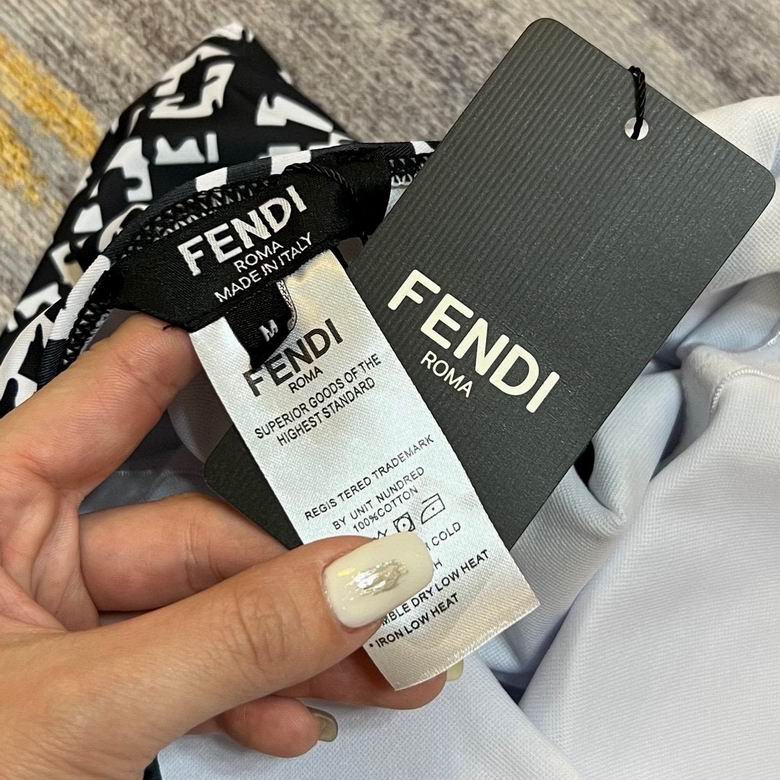 FENDI
ROMA
MADE IN ITALY
M
FENDI
ROMA
SUPERIOR GOODS OF THE
HIGHEST STANDARD
REGIS TERED TRADEMARK
BY UNIT NUNDRED
100%COTTON
COLD
DRY LOW HEAT
* IRON LOW HEAT
FENDI
ROMA